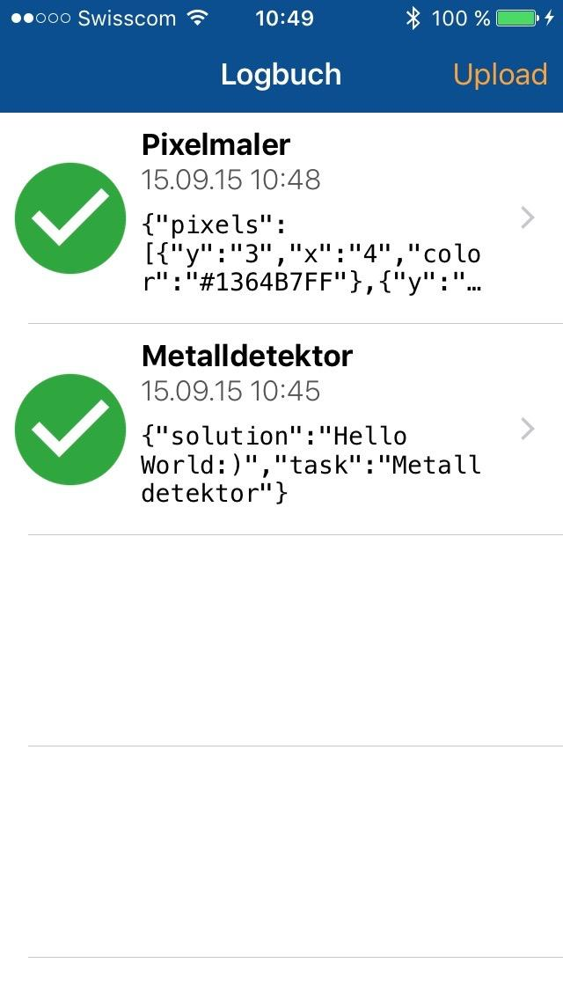 Swisscom 10:49 100 %
Logbuch Upload
Pixelmaler
15.09.15 10:48
{"pixels":
[{"y":"3","x":"4","colo
r":"#1364B7FF"},{"y":"…
Metalldetektor
15.09.15 10:45
{"solution":"Hello
World:)","task":"Metall
detektor"}